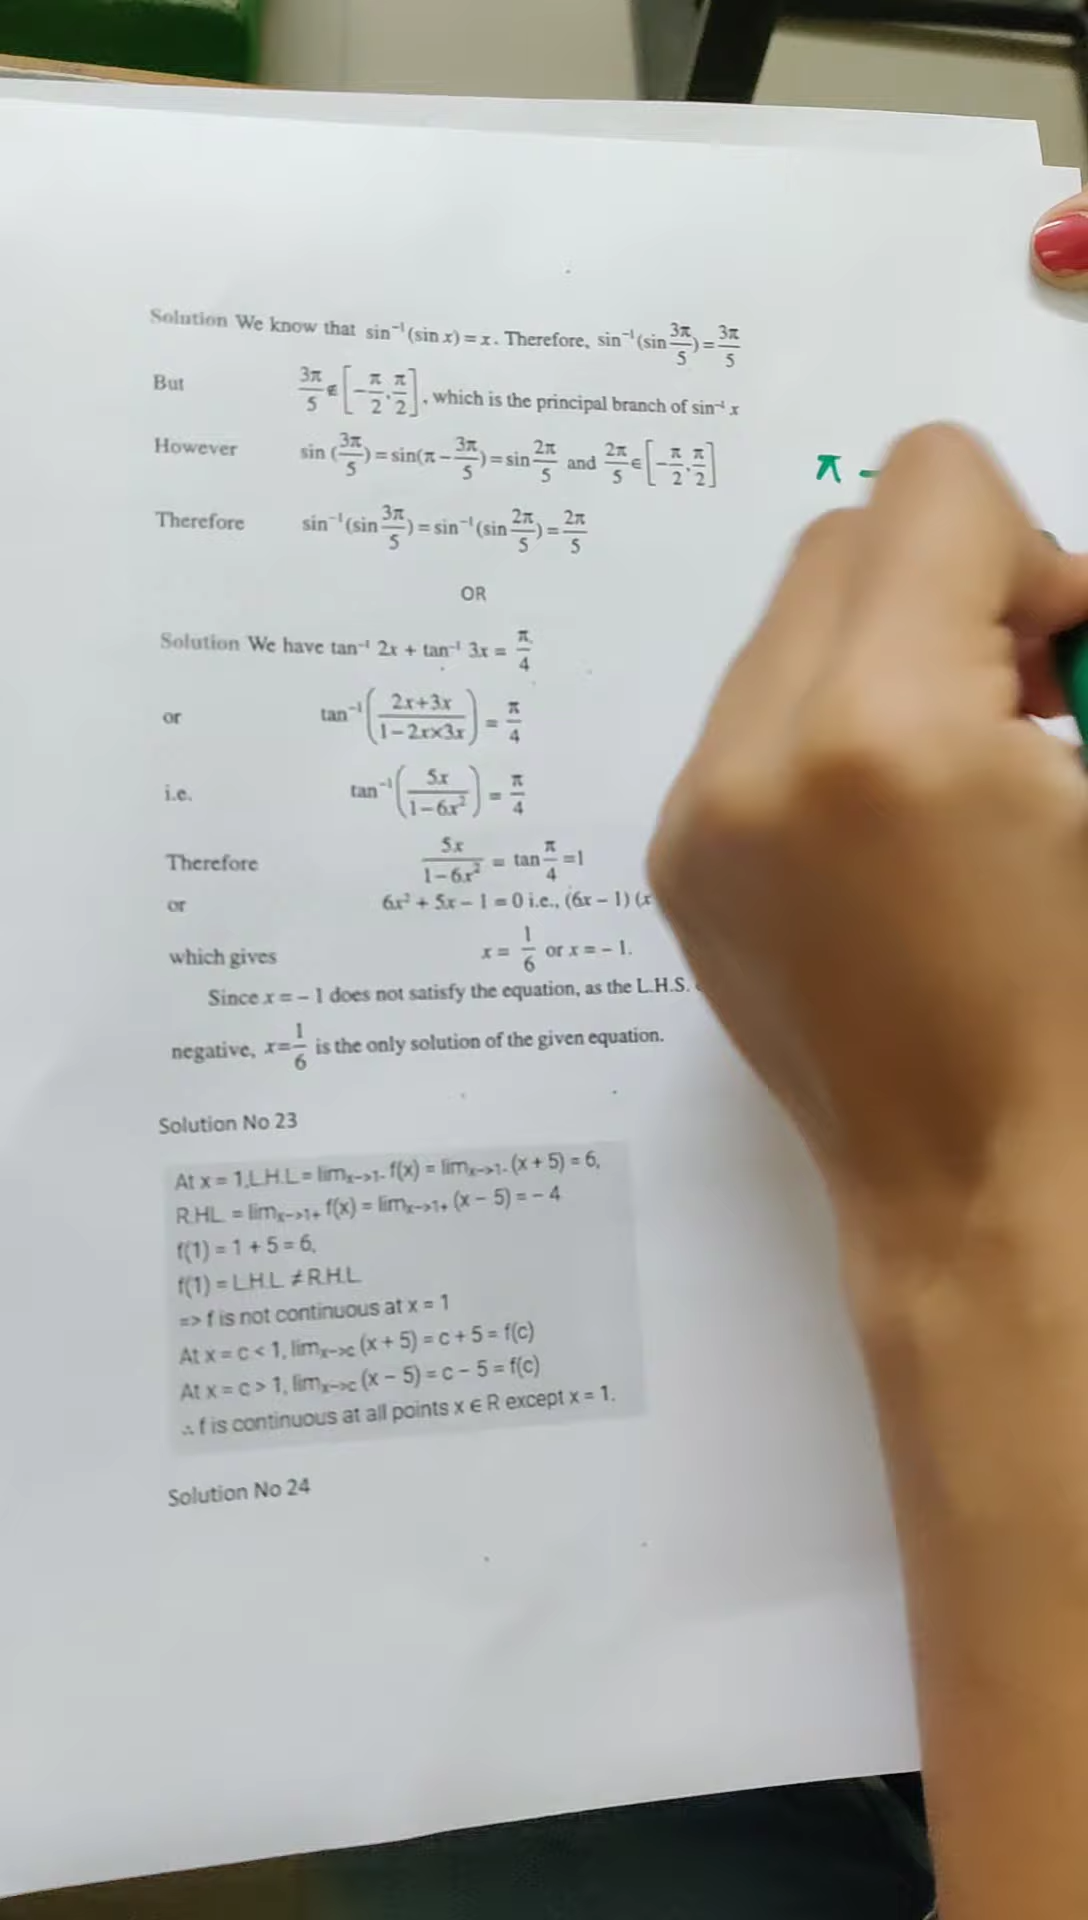 Solution We know that sin⁻¹(sin x) = x. Therefore, sin⁻¹(sin 3π/5) = 3π/5
But 3π/5 ∉ [−π/2, π/2], which is the principal branch of sin⁻¹ x
However sin (3π/5) = sin(π − 3π/5) = sin 2π/5 and 2π/5 ∈ [−π/2, π/2]
π −
Therefore sin⁻¹(sin 3π/5) = sin⁻¹(sin 2π/5) = 2π/5
OR
Solution We have tan⁻¹ 2x + tan⁻¹ 3x = π/4
or tan⁻¹((2x+3x)/(1−2x×3x)) = π/4
i.e. tan⁻¹(5x/(1−6x²)) = π/4
Therefore 5x/(1−6x²) = tan π/4 =1
or 6x² + 5x − 1 = 0 i.e., (6x − 1) (x
which gives x = 1/6 or x = − 1.
Since x = − 1 does not satisfy the equation, as the L.H.S.
negative, x=1/6 is the only solution of the given equation.
Solution No 23
At x = 1,L.H.L= limₓ₋>₁₋ f(x) = limₓ₋>₁₋ (x + 5) = 6,
R.HL = limₓ₋>₁₊ f(x) = limₓ₋>₁₊ (x − 5) = − 4
f(1) = 1 + 5 = 6,
f(1) = L.H.L ≠ R.H.L
=> f is not continuous at x = 1
At x = c < 1, limₓ₋>c (x + 5) = c + 5 = f(c)
At x = c > 1, limₓ₋>c (x − 5) = c − 5 = f(c)
∴ f is continuous at all points x ∈ R except x = 1.
Solution No 24